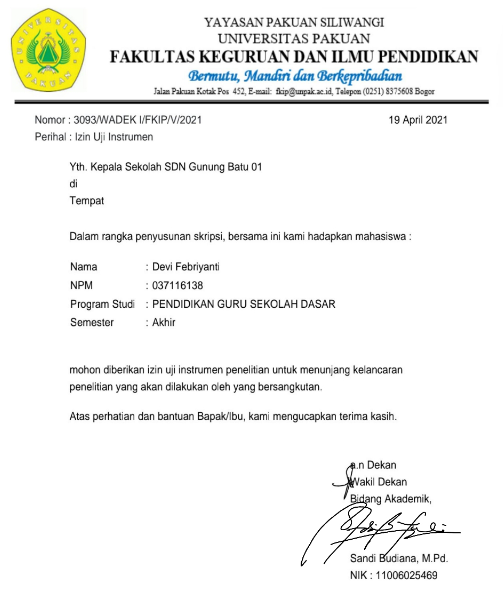 UNIVERSITAS
PAKUAN
YAYASAN PAKUAN SILIWANGI
UNIVERSITAS PAKUAN
FAKULTAS KEGURUAN DAN ILMU PENDIDIKAN
Bermutu, Mandiri dan Berkepribadian
Jalan Pakuan Kotak Pos 452, E-mail: fkip@unpak.ac.id, Telepon (0251) 8375608 Bogor
Nomor : 3093/WADEK I/FKIP/V/2021 19 April 2021
Perihal : Izin Uji Instrumen
Yth. Kepala Sekolah SDN Gunung Batu 01
di
Tempat
Dalam rangka penyusunan skripsi, bersama ini kami hadapkan mahasiswa :
Nama : Devi Febriyanti
NPM : 037116138
Program Studi : PENDIDIKAN GURU SEKOLAH DASAR
Semester : Akhir
mohon diberikan izin uji instrumen penelitian untuk menunjang kelancaran
penelitian yang akan dilakukan oleh yang bersangkutan.
Atas perhatian dan bantuan Bapak/Ibu, kami mengucapkan terima kasih.
a.n Dekan
Wakil Dekan
Bidang Akademik,
Sandi Budiana, M.Pd.
NIK : 11006025469